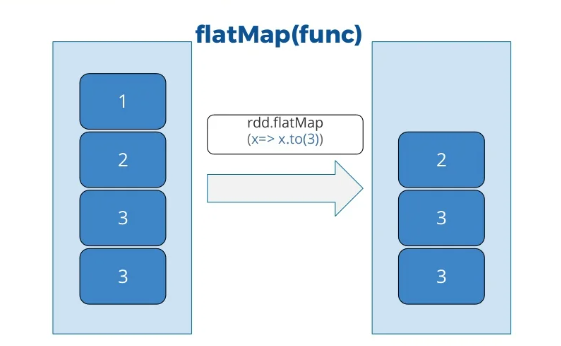 flatMap(func)
1
2
3
3
rdd.flatMap
(x=> x.to(3))
2
3
3